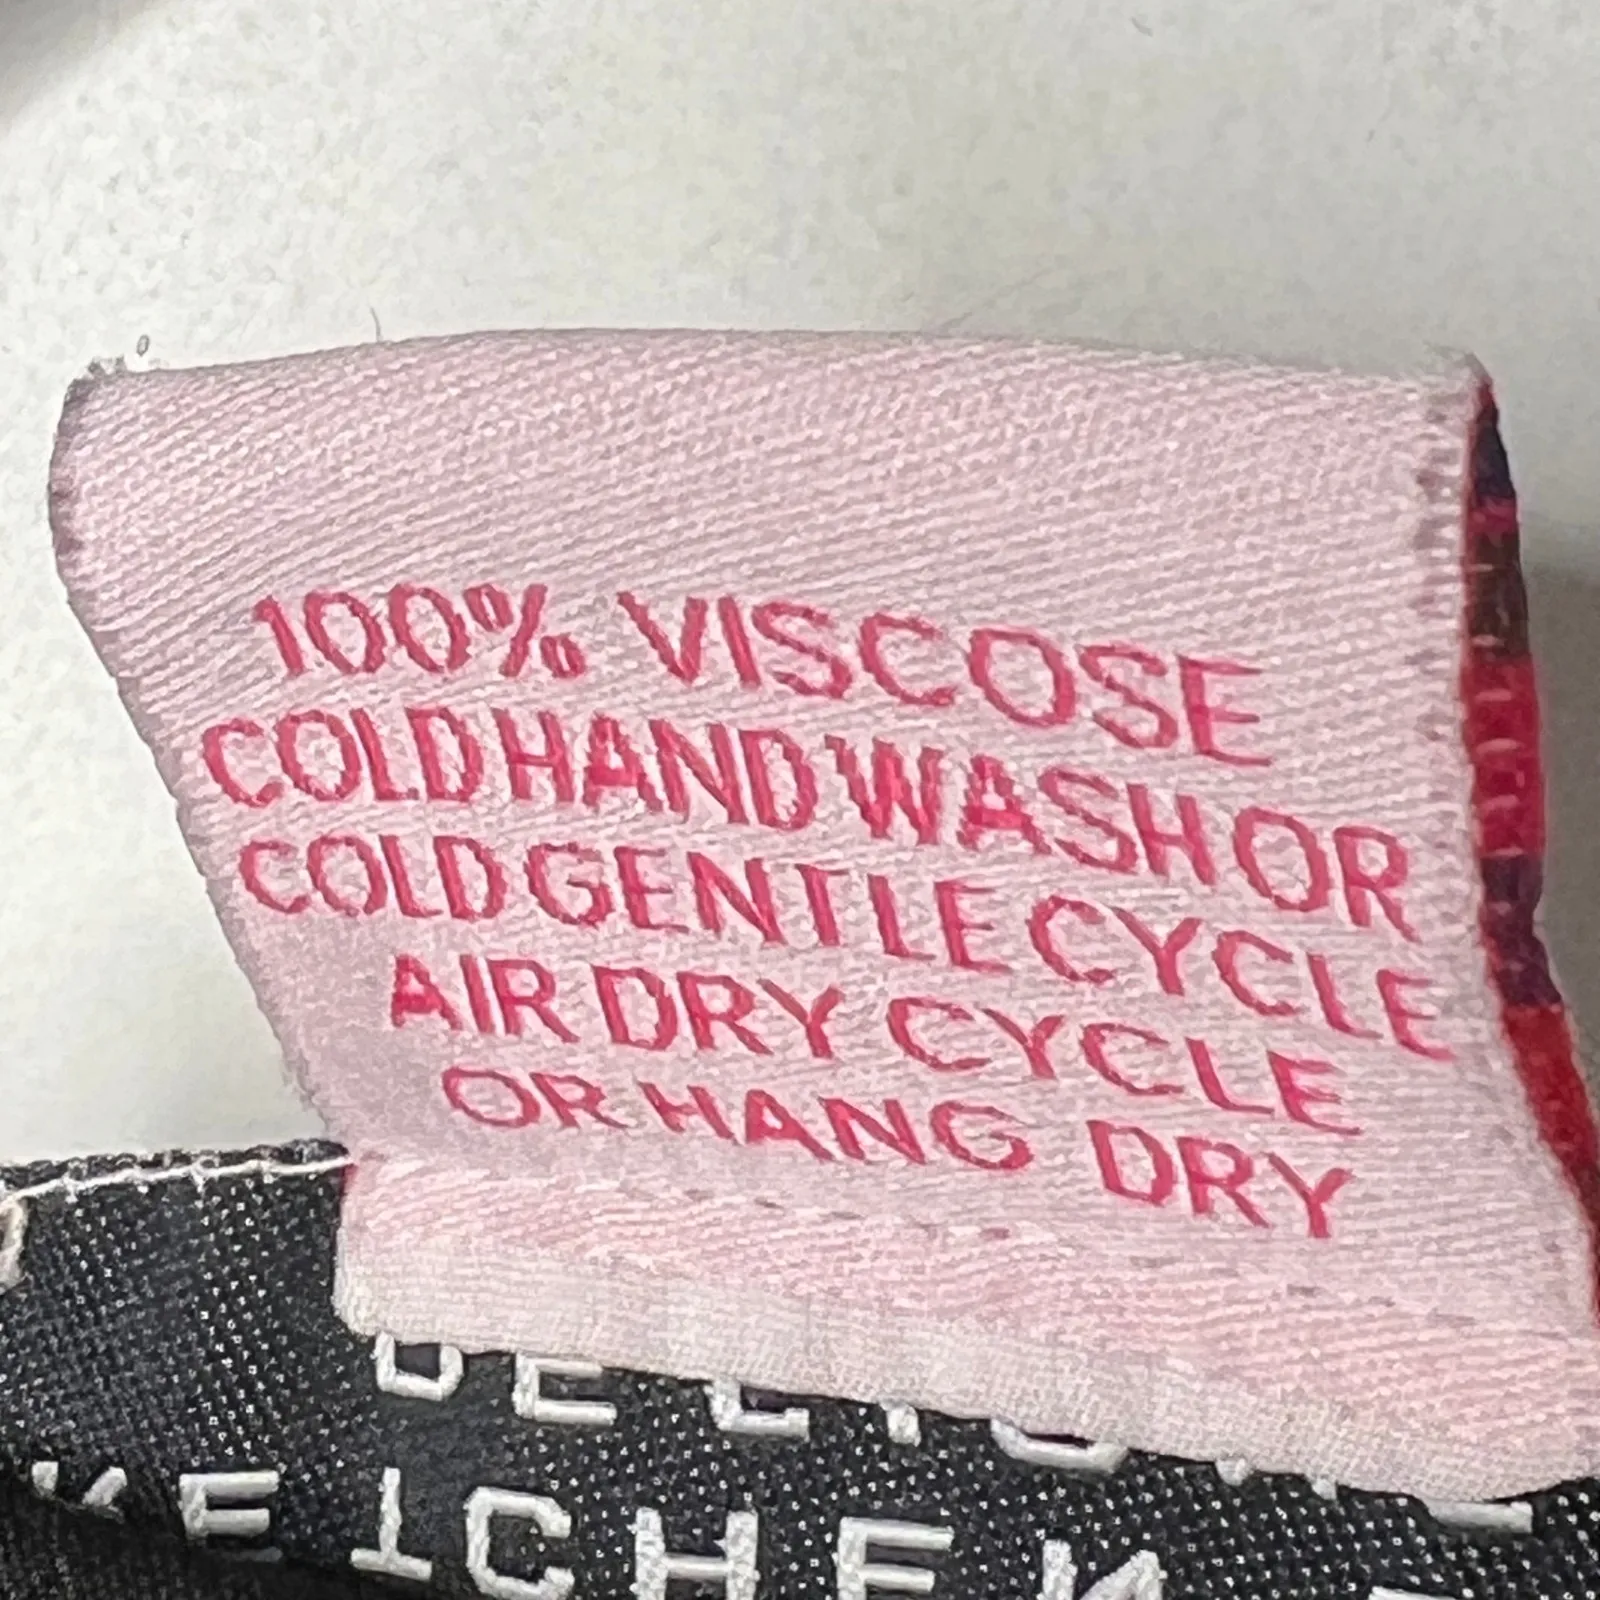 100% VISCOSE
COLD HAND WASH OR
COLD GENTLE CYCLE
AIR DRY CYCLE
OR HANG DRY